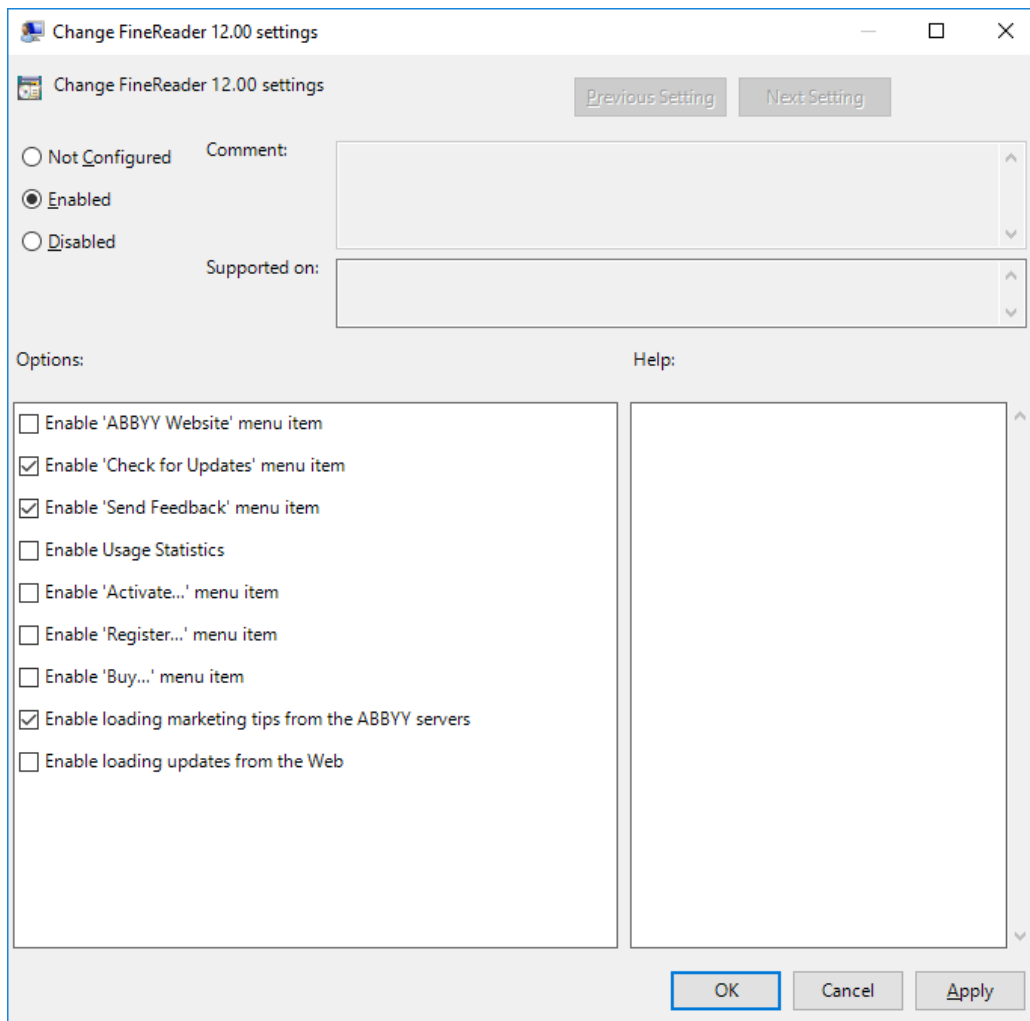 Change FineReader 12.00 settings
Change FineReader 12.00 settings
Previous Setting
Next Setting
Not Configured
Comment:
Enabled
Disabled
Supported on:
Options:
Help:
Enable 'ABBYY Website' menu item
Enable 'Check for Updates' menu item
Enable 'Send Feedback' menu item
Enable Usage Statistics
Enable 'Activate...' menu item
Enable 'Register...' menu item
Enable 'Buy...' menu item
Enable loading marketing tips from the ABBYY servers
Enable loading updates from the Web
OK
Cancel
Apply